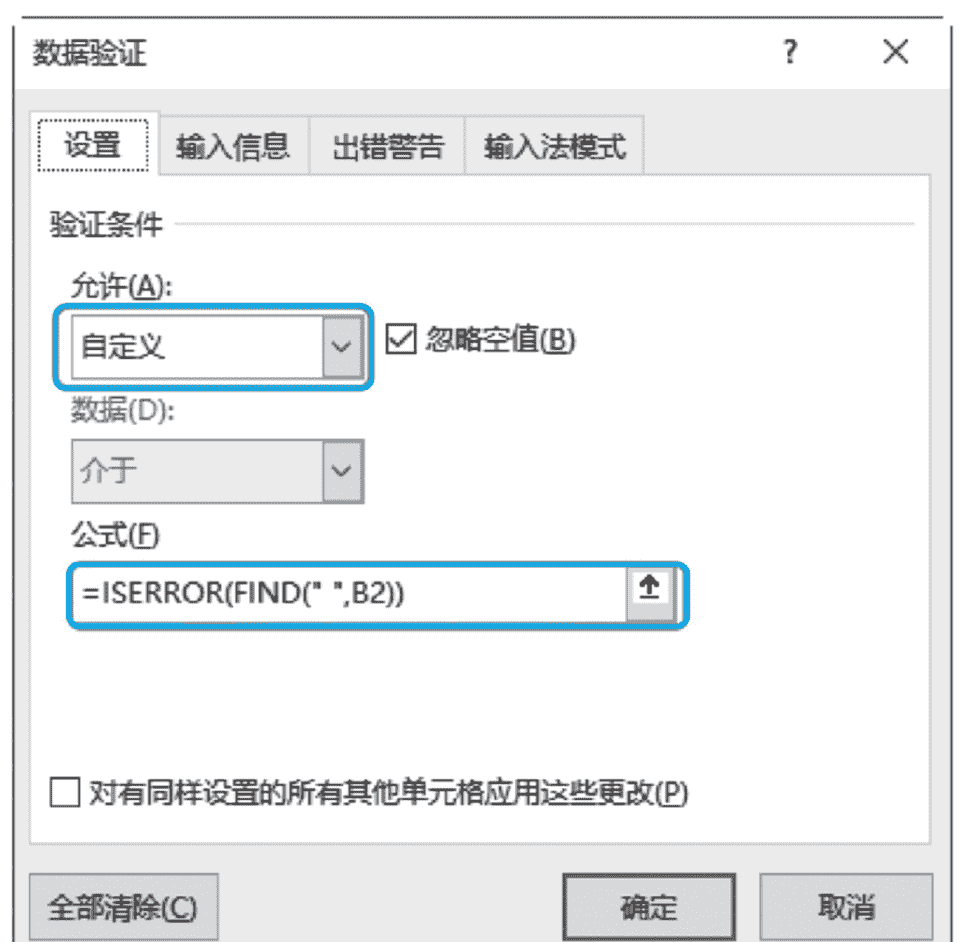 数据验证 ?
设置 输入信息 出错警告 输入法模式
验证条件
允许(A):
自定义 忽略空值(B)
数据(D):
介于
公式(F)
=ISERROR(FIND(" ",B2))
对有同样设置的所有其他单元格应用这些更改(P)
全部清除(C) 确定 取消